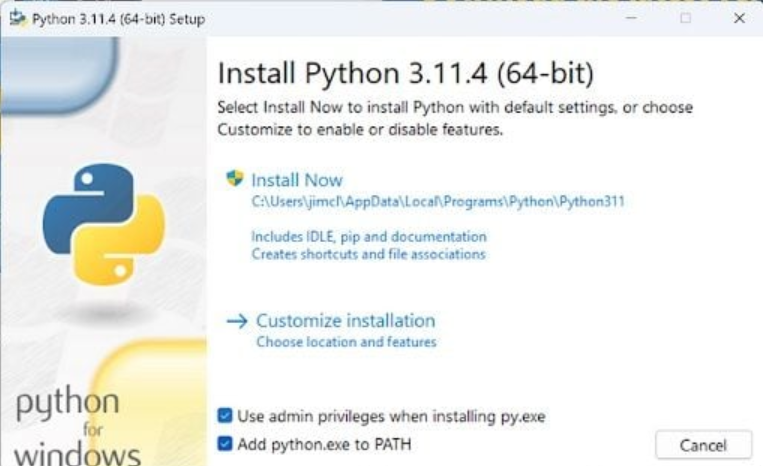 Python 3.11.4 (64-bit) Setup
Install Python 3.11.4 (64-bit)
Select Install Now to install Python with default settings, or choose
Customize to enable or disable features.
Install Now
C:\Users\jimcl\AppData\Local\Programs\Python\Python311
Includes IDLE, pip and documentation
Creates shortcuts and file associations
Customize installation
Choose location and features
python
for
windows
Use admin privileges when installing py.exe
Add python.exe to PATH
Cancel